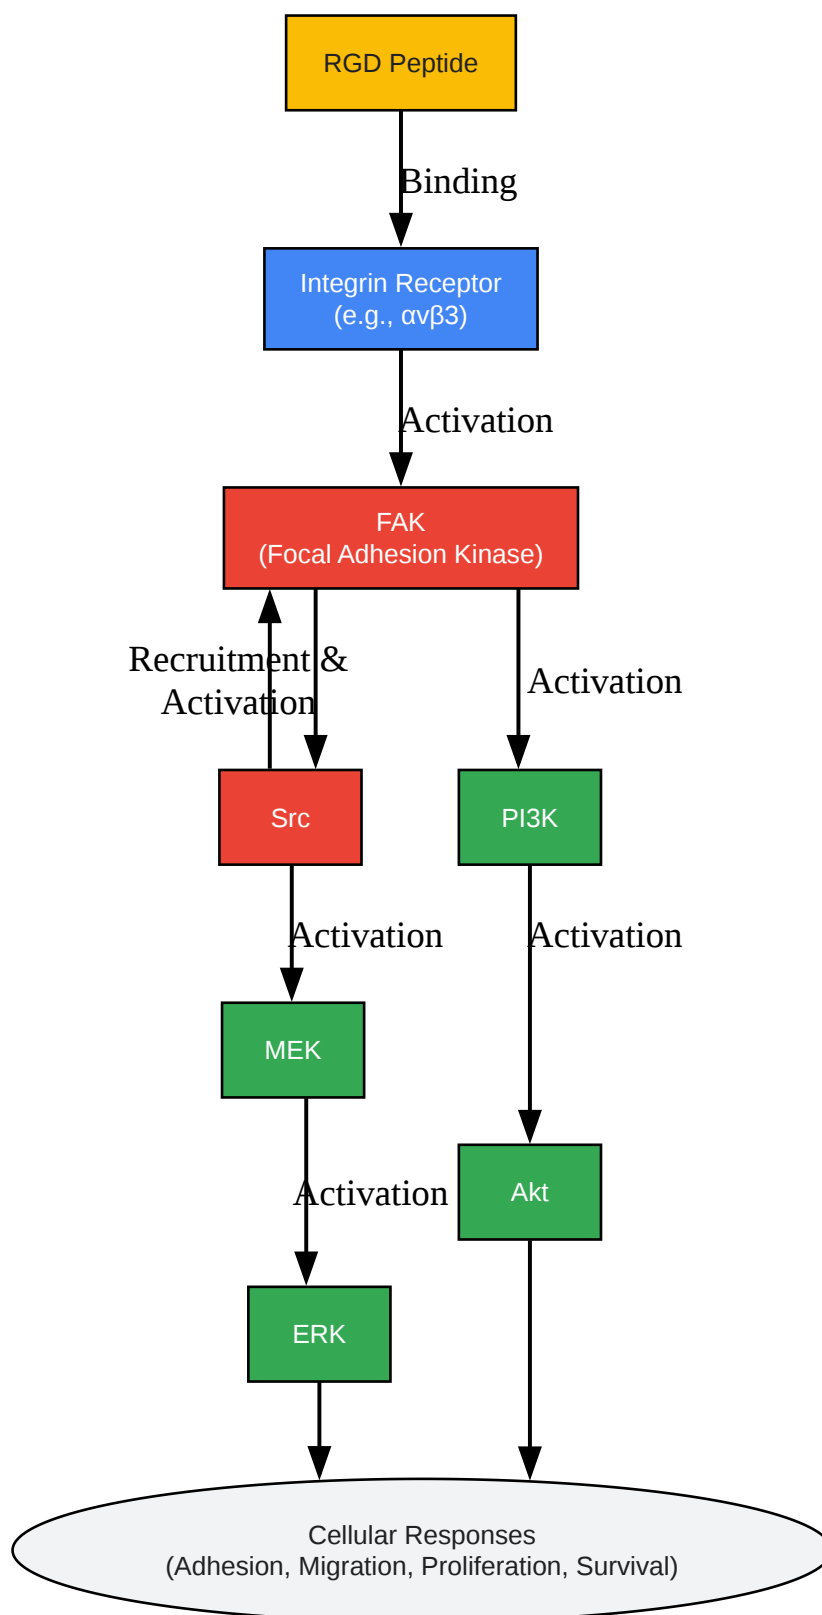 RGD Peptide
Binding
Integrin Receptor
(e.g., αvβ3)
Activation
FAK
(Focal Adhesion Kinase)
Recruitment &
Activation
Activation
Src
PI3K
Activation
Activation
MEK
Activation
Akt
ERK
Cellular Responses
(Adhesion, Migration, Proliferation, Survival)